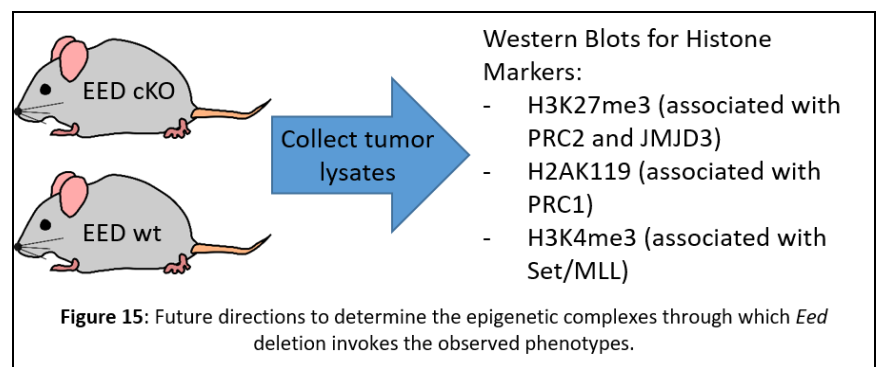 EED cKO
EED wt
Collect tumor
lysates
Western Blots for Histone
Markers:
- H3K27me3 (associated with
PRC2 and JMJD3)
- H2AK119 (associated with
PRC1)
- H3K4me3 (associated with
Set/MLL)
Figure 15: Future directions to determine the epigenetic complexes through which Eed
deletion invokes the observed phenotypes.